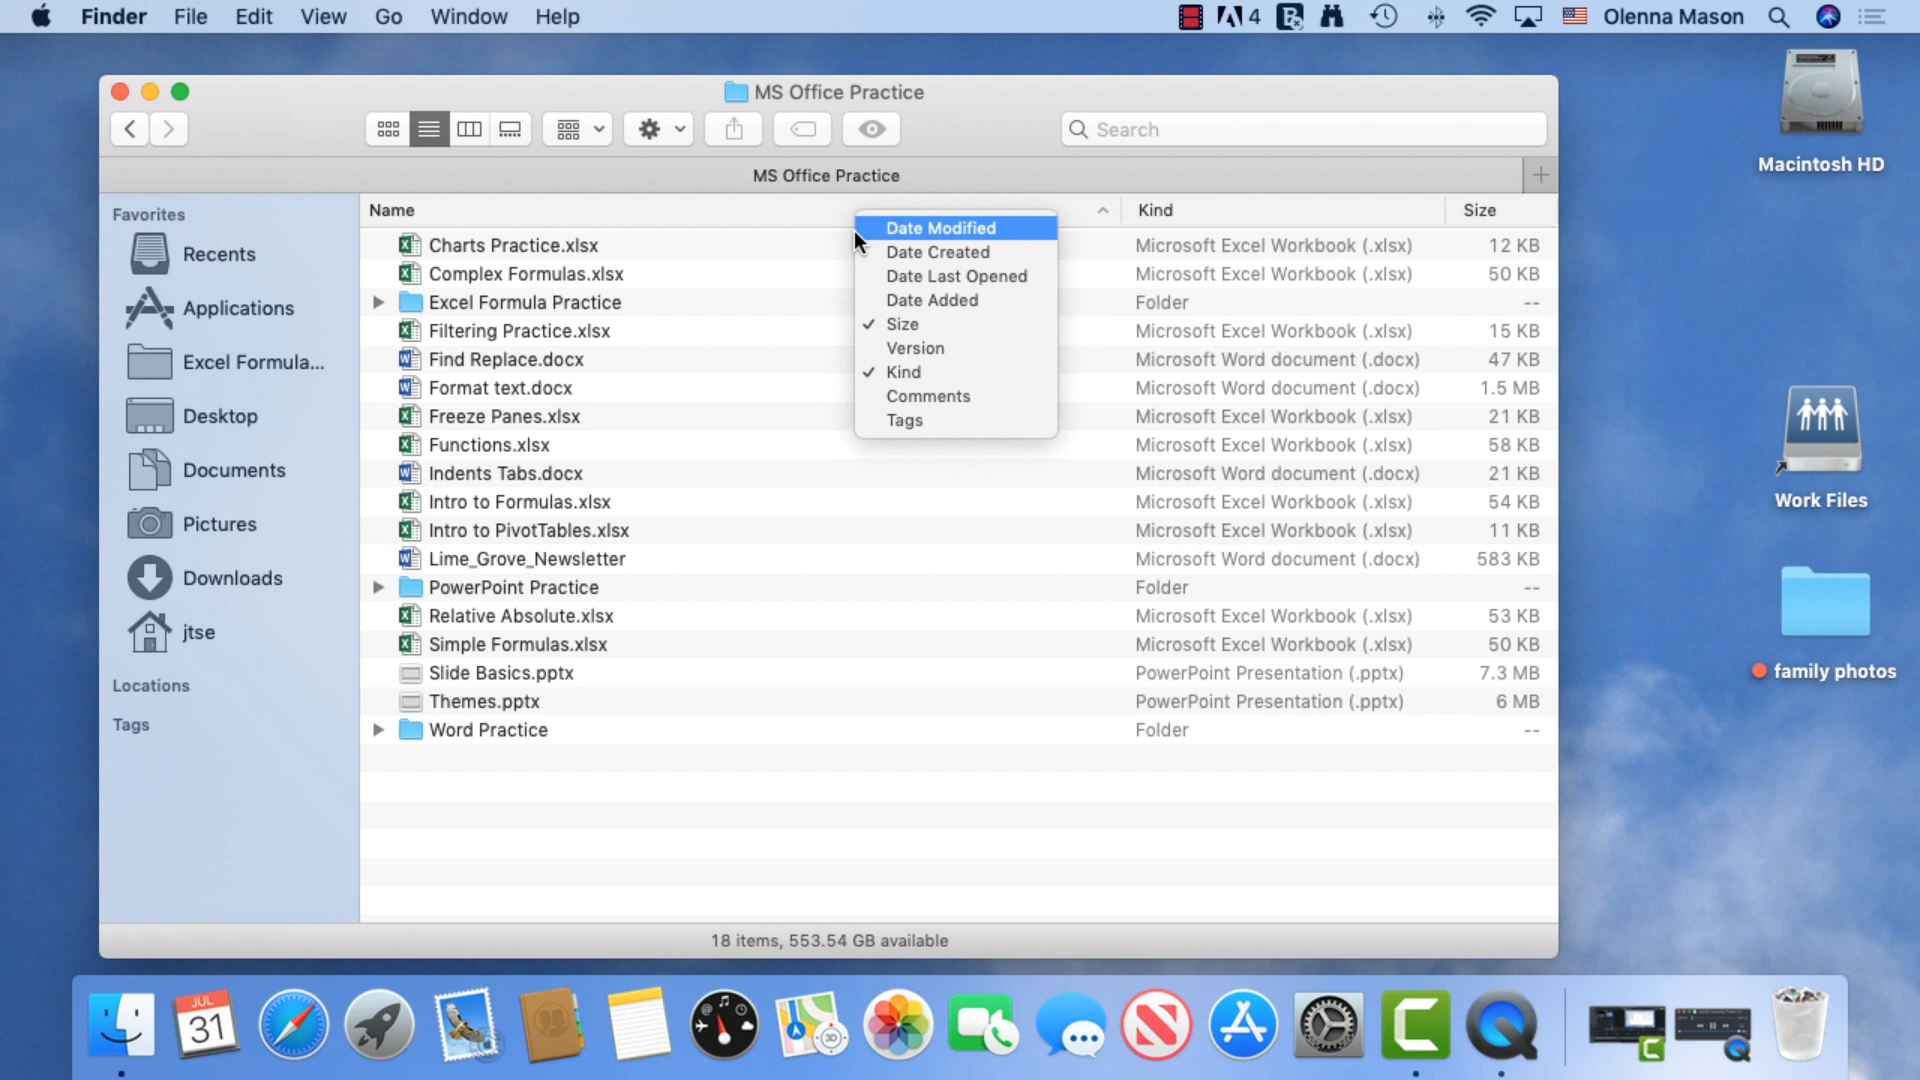 Finder File Edit View Go Window Help 4 Olenna Mason
MS Office Practice
Search
MS Office Practice
Favorites
Recents
Applications
Excel Formula...
Desktop
Documents
Pictures
Downloads
jtse
Locations
Tags
Name Kind Size
Charts Practice.xlsx Microsoft Excel Workbook (.xlsx) 12 KB
Complex Formulas.xlsx Microsoft Excel Workbook (.xlsx) 50 KB
Excel Formula Practice Folder --
Filtering Practice.xlsx Microsoft Excel Workbook (.xlsx) 15 KB
Find Replace.docx Microsoft Word document (.docx) 47 KB
Format text.docx Microsoft Word document (.docx) 1.5 MB
Freeze Panes.xlsx Microsoft Excel Workbook (.xlsx) 21 KB
Functions.xlsx Microsoft Excel Workbook (.xlsx) 58 KB
Indents Tabs.docx Microsoft Word document (.docx) 21 KB
Intro to Formulas.xlsx Microsoft Excel Workbook (.xlsx) 54 KB
Intro to PivotTables.xlsx Microsoft Excel Workbook (.xlsx) 11 KB
Lime_Grove_Newsletter Microsoft Word document (.docx) 583 KB
PowerPoint Practice Folder --
Relative Absolute.xlsx Microsoft Excel Workbook (.xlsx) 53 KB
Simple Formulas.xlsx Microsoft Excel Workbook (.xlsx) 50 KB
Slide Basics.pptx PowerPoint Presentation (.pptx) 7.3 MB
Themes.pptx PowerPoint Presentation (.pptx) 6 MB
Word Practice Folder --
Date Modified
Date Created
Date Last Opened
Date Added
Size
Version
Kind
Comments
Tags
18 items, 553.54 GB available
Macintosh HD
Work Files
family photos
JUL
31
3D